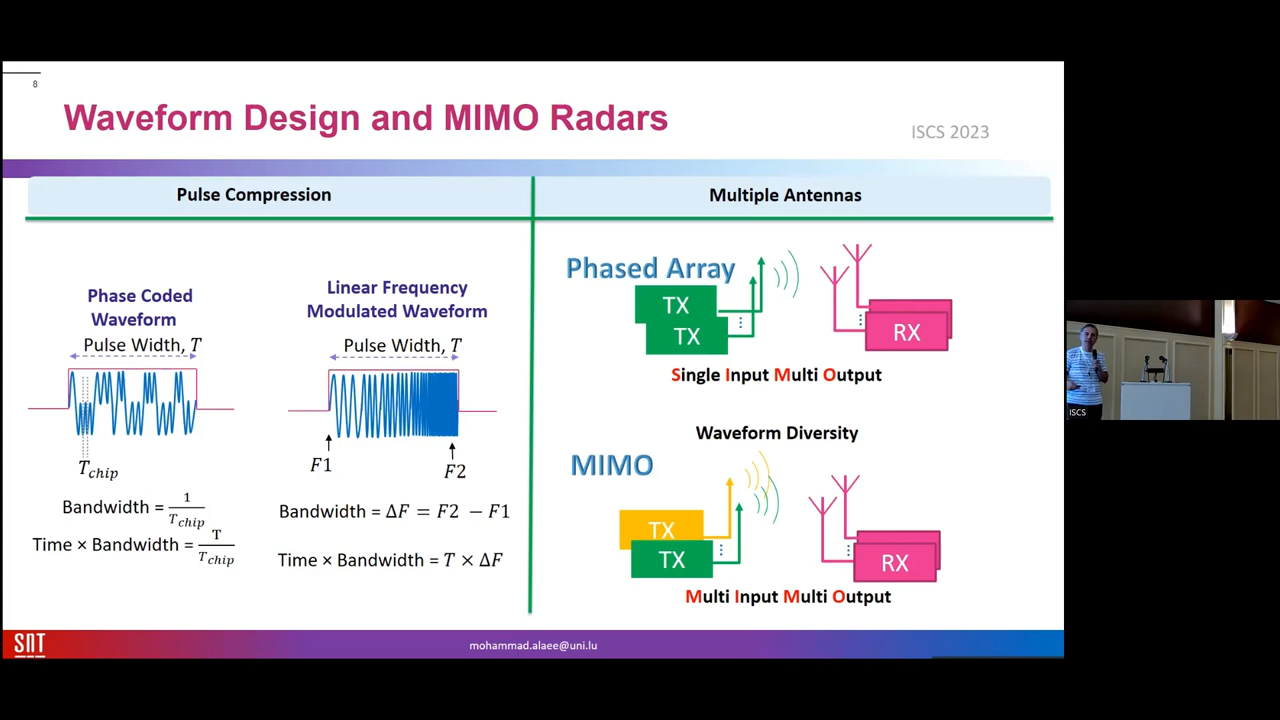 8
Waveform Design and MIMO Radars
ISCS 2023
Pulse Compression
Multiple Antennas
Phase Coded
Waveform
Pulse Width, T
T_chip
Bandwidth = 1/T_chip
Time × Bandwidth = T/T_chip
Linear Frequency
Modulated Waveform
Pulse Width, T
F1
F2
Bandwidth = ΔF = F2 − F1
Time × Bandwidth = T × ΔF
Phased Array
TX
TX
RX
Single Input Multi Output
Waveform Diversity
MIMO
TX
TX
RX
Multi Input Multi Output
SNT
mohammad.alaee@uni.lu
ISCS